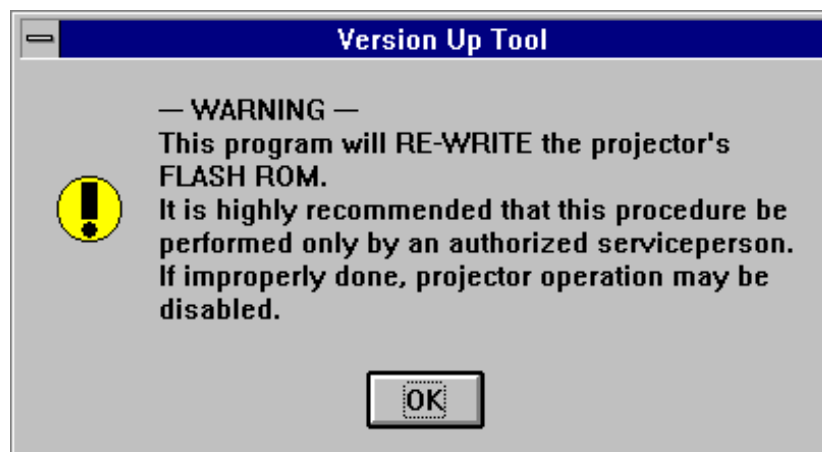 Version Up Tool
— WARNING —
This program will RE-WRITE the projector's
FLASH ROM.
It is highly recommended that this procedure be
performed only by an authorized serviceperson.
If improperly done, projector operation may be
disabled.
OK